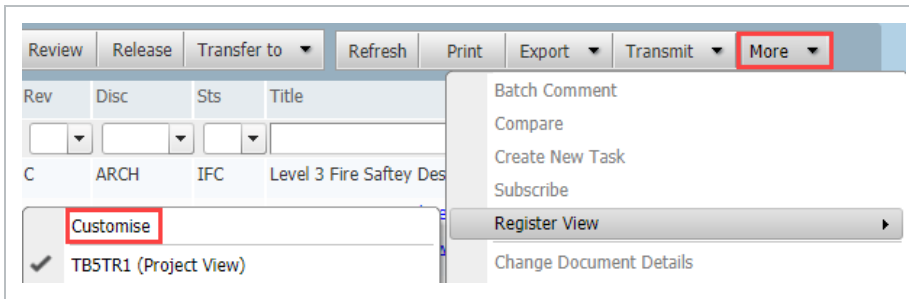 Review Release Transfer to Refresh Print Export Transmit More
Rev Disc Sts Title
Batch Comment
Compare
Create New Task
C ARCH IFC Level 3 Fire Saftey Des
Subscribe
Register View
Customise
Change Document Details
TB5TR1 (Project View)